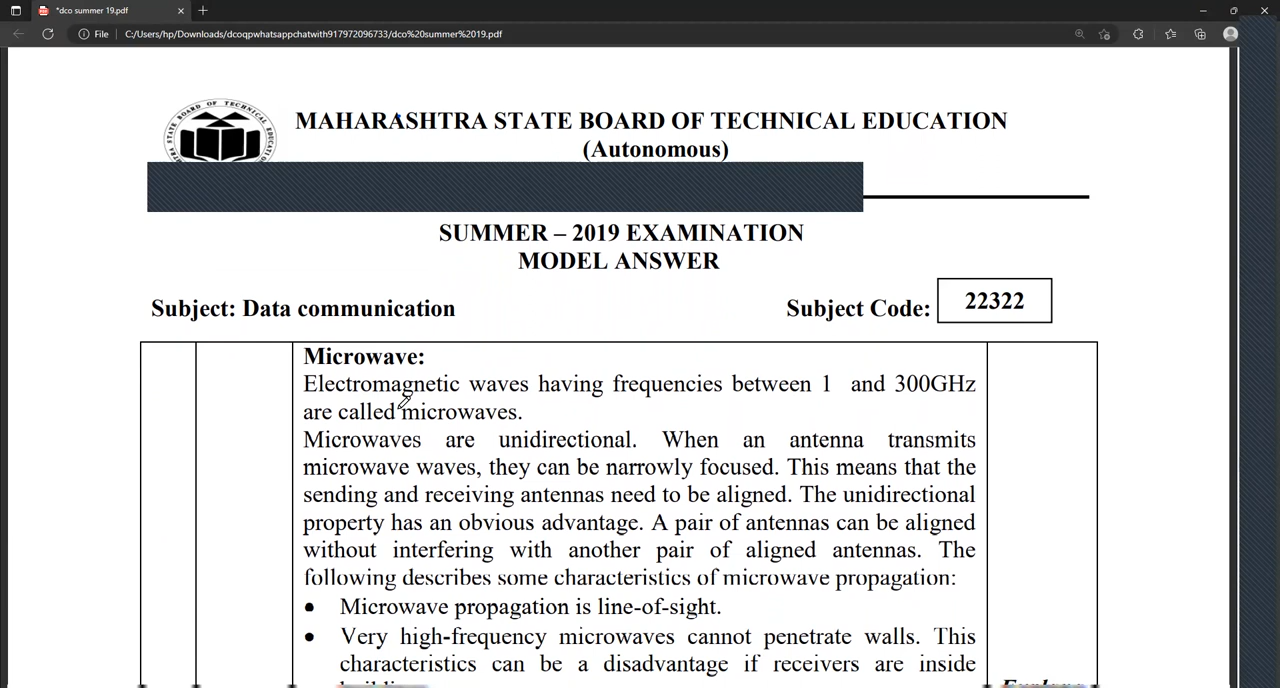 *dco summer 19.pdf
File C:/Users/hp/Downloads/dcoqpwhatsappchatwith917972096733/dco%20summer%2019.pdf
MAHARASHTRA STATE BOARD OF TECHNICAL EDUCATION
(Autonomous)
SUMMER – 2019 EXAMINATION
MODEL ANSWER
Subject: Data communication
Subject Code: 22322
Microwave:
Electromagnetic waves having frequencies between 1 and 300GHz
are called microwaves.
Microwaves are unidirectional. When an antenna transmits
microwave waves, they can be narrowly focused. This means that the
sending and receiving antennas need to be aligned. The unidirectional
property has an obvious advantage. A pair of antennas can be aligned
without interfering with another pair of aligned antennas. The
following describes some characteristics of microwave propagation:
• Microwave propagation is line-of-sight.
• Very high-frequency microwaves cannot penetrate walls. This
characteristics can be a disadvantage if receivers are inside